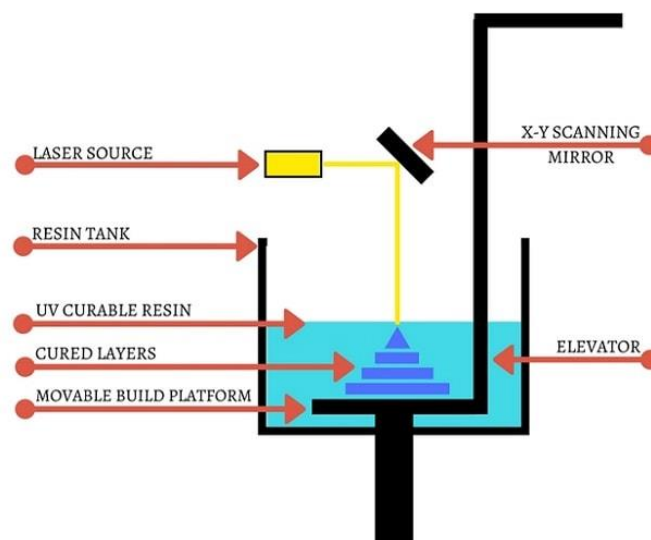 LASER SOURCE
X-Y SCANNING
MIRROR
RESIN TANK
UV CURABLE RESIN
CURED LAYERS
ELEVATOR
MOVABLE BUILD PLATFORM